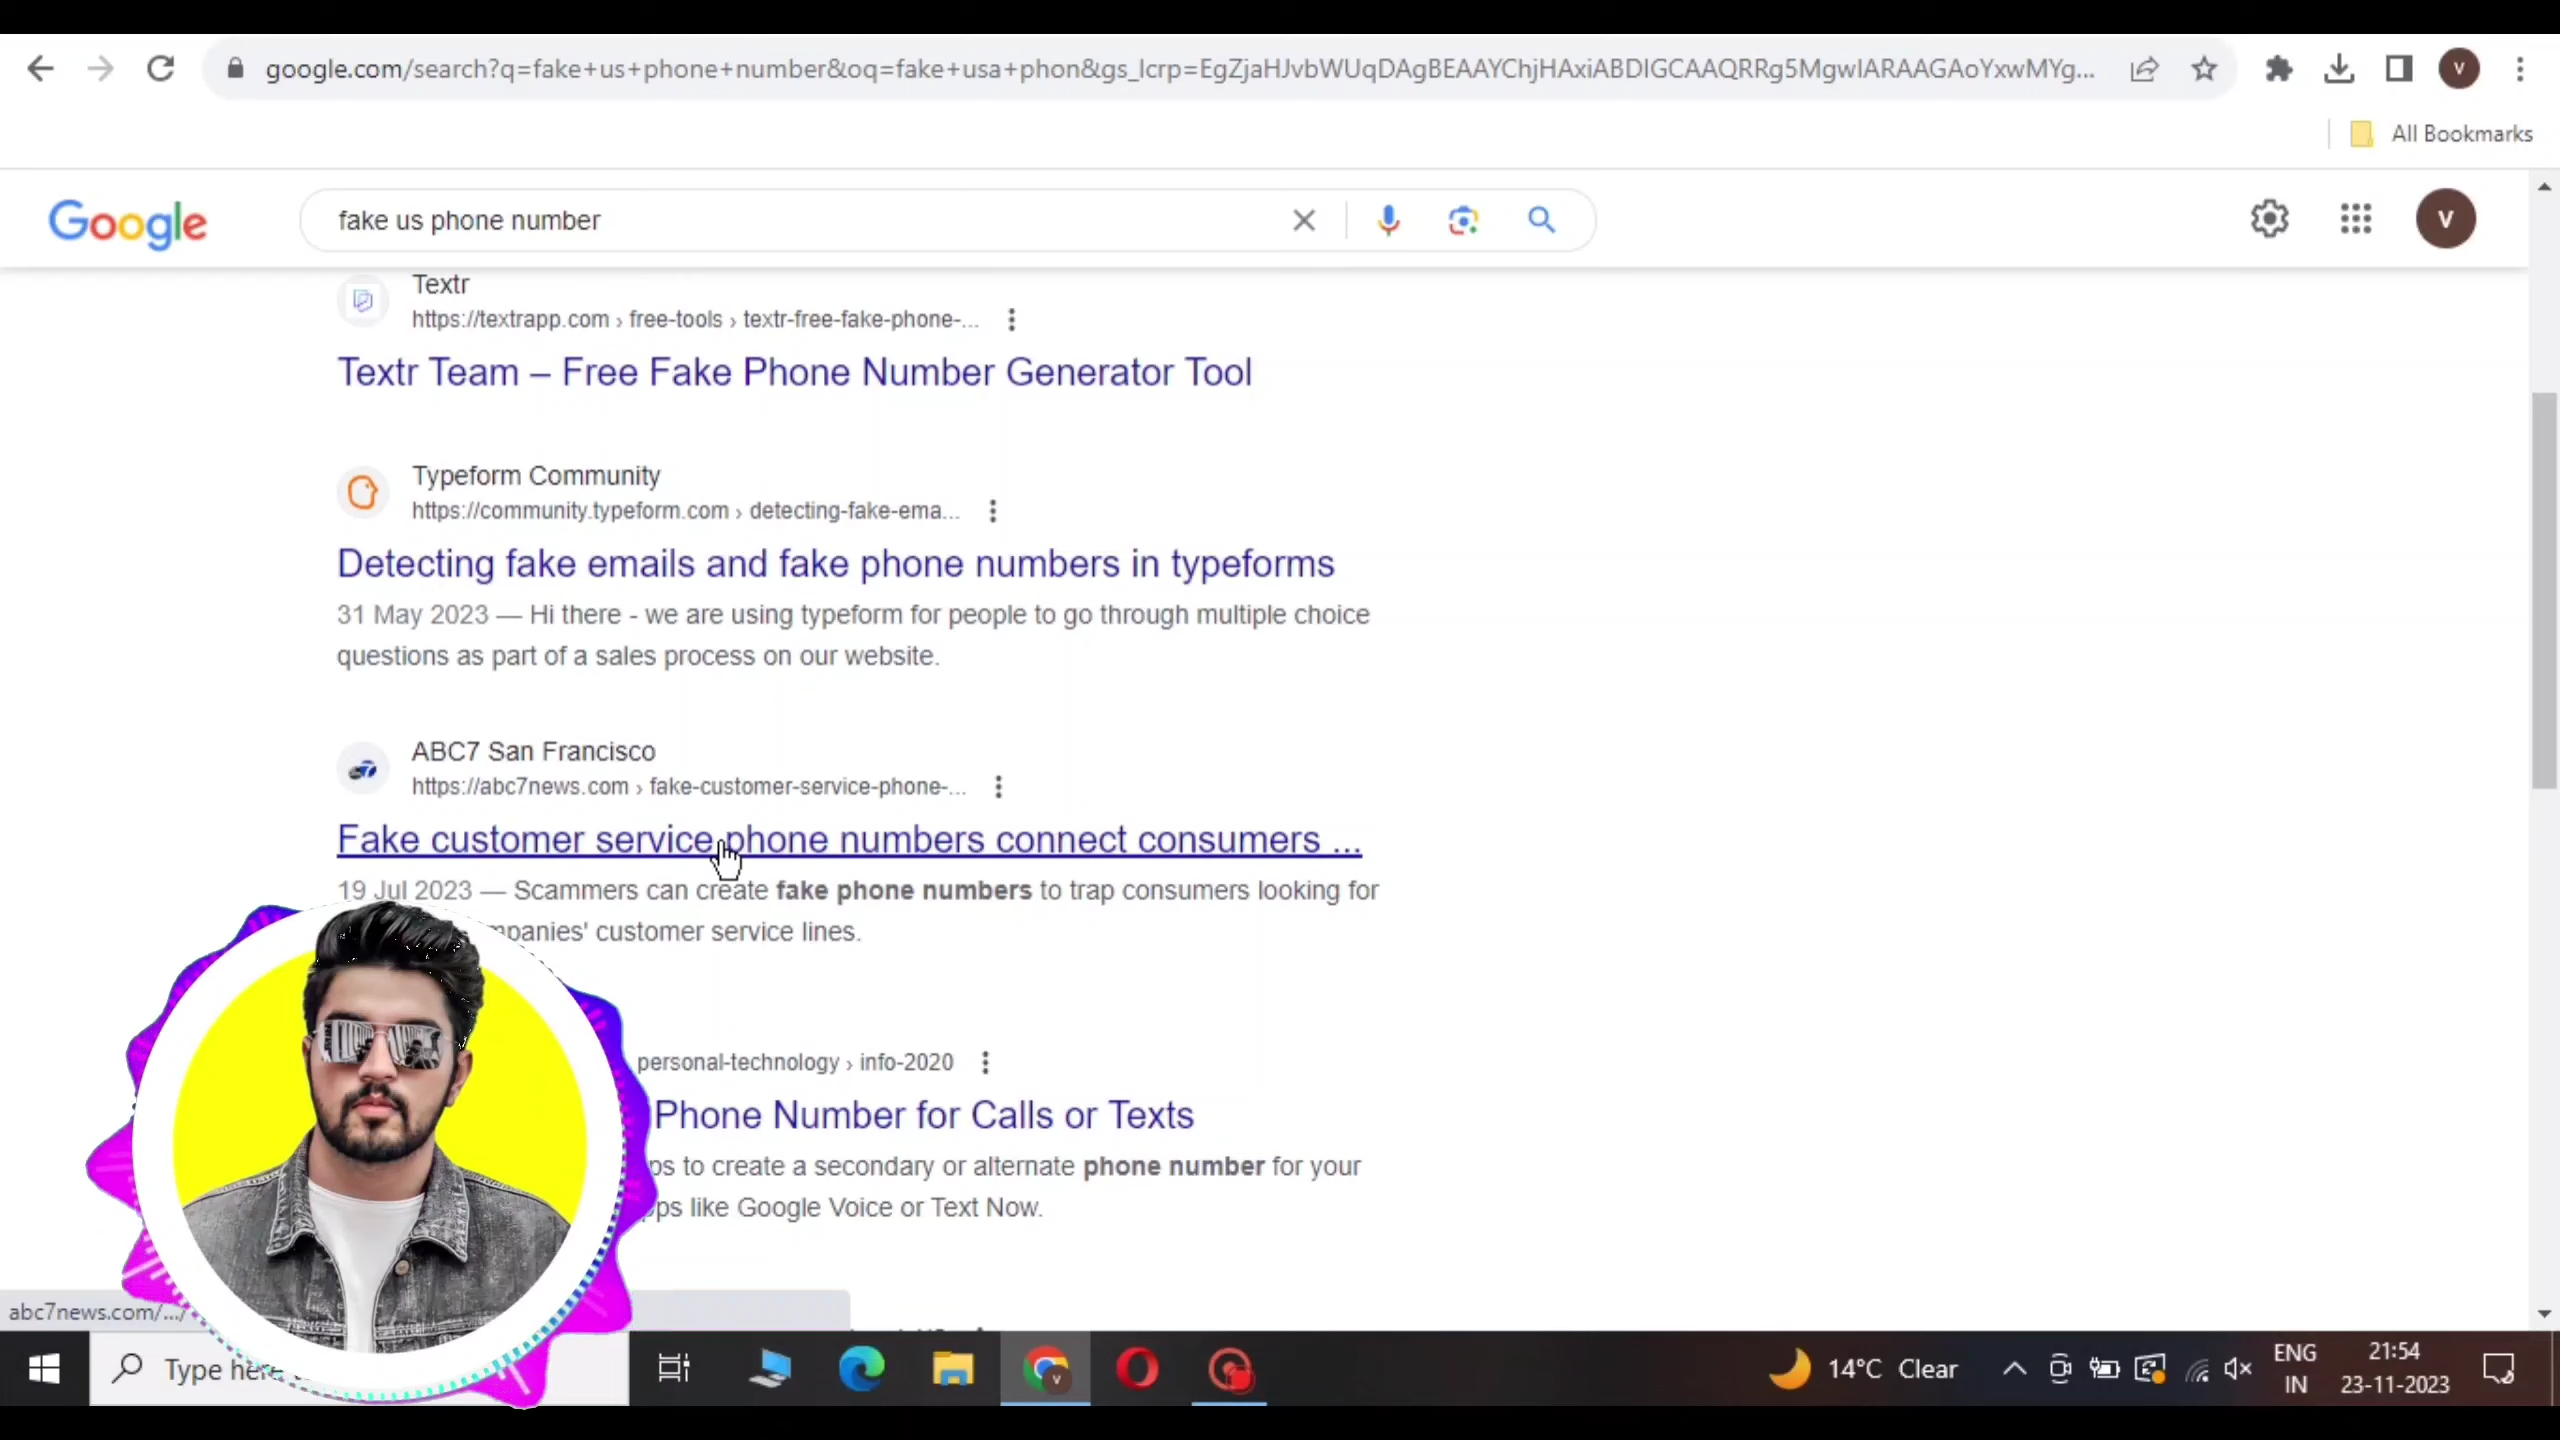 google.com/search?q=fake+us+phone+number&oq=fake+usa+phon&gs_lcrp=EgZjaHJvbWUqDAgBEAAYChjHAxiABDIGCAAQRRg5MgwIARAAGAoYxwMYg...
V
All Bookmarks
Google
fake us phone number
V
Textr
https://textrapp.com › free-tools › textr-free-fake-phone-...
Textr Team – Free Fake Phone Number Generator Tool
Typeform Community
https://community.typeform.com › detecting-fake-ema...
Detecting fake emails and fake phone numbers in typeforms
31 May 2023 — Hi there - we are using typeform for people to go through multiple choice
questions as part of a sales process on our website.
ABC7 San Francisco
https://abc7news.com › fake-customer-service-phone-...
Fake customer service phone numbers connect consumers ...
19 Jul 2023 — Scammers can create fake phone numbers to trap consumers looking for
companies' customer service lines.
personal-technology › info-2020
Phone Number for Calls or Texts
to create a secondary or alternate phone number for your
like Google Voice or Text Now.
abc7news.com/.../
Type here
14°C Clear
ENG
IN
21:54
23-11-2023